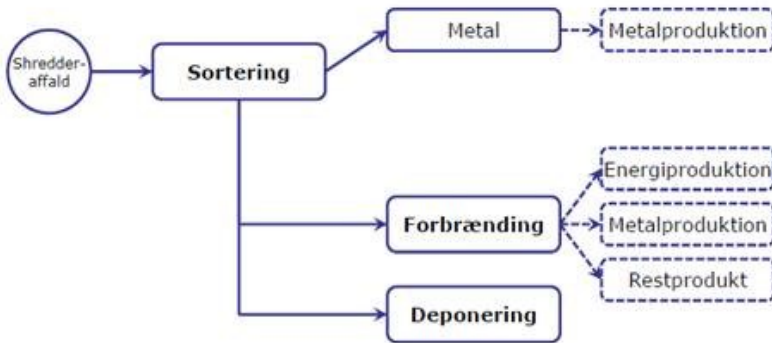 Shredder-
affald
Sortering
Metal
Metalproduktion
Forbrænding
Energiproduktion
Metalproduktion
Restprodukt
Deponering